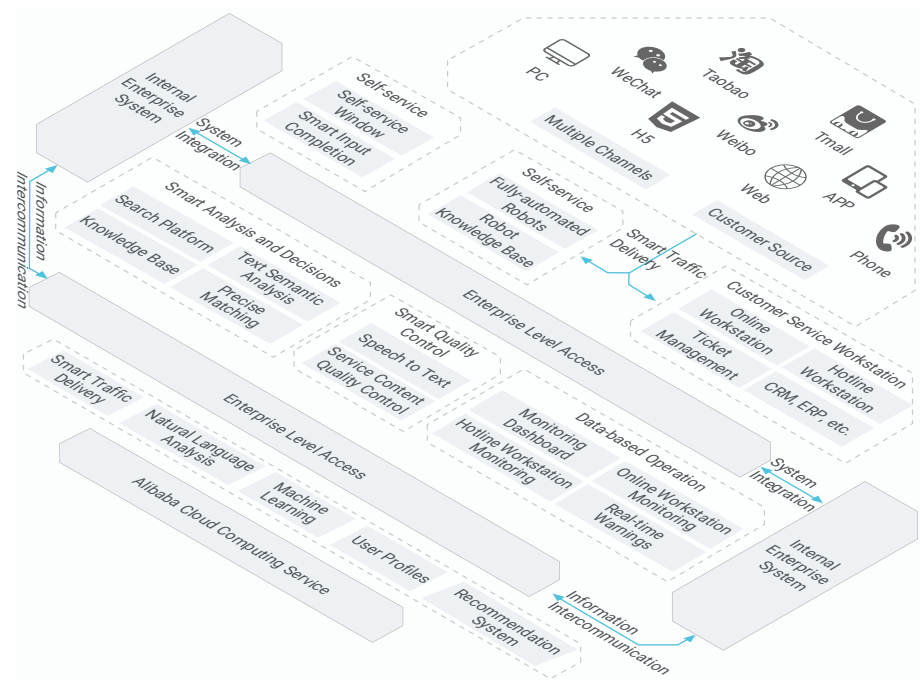 Internal
Enterprise
System
System
Integration
Information
Intercommunication
Self-service
Self-service
Window
Smart Input
Completion
PC
WeChat
淘
Taobao
5
H5
Weibo
Tmall
Web
APP
Phone
Multiple Channels
Customer Source
Self-service
Fully-automated
Robots
Robot
Knowledge Base
Smart Traffic
Delivery
Customer Service Workstation
Online
Workstation
Ticket
Management
Hotline
Workstation
CRM, ERP, etc.
Smart Analysis and Decisions
Search Platform
Knowledge Base
Text Semantic
Analysis
Precise
Matching
Enterprise Level Access
Smart Quality
Control
Speech to Text
Service Content
Quality Control
Data-based Operation
Monitoring
Dashboard
Hotline Workstation
Monitoring
Online Workstation
Monitoring
Real-time
Warnings
System
Integration
Internal
Enterprise
System
Enterprise Level Access
Information
Intercommunication
Smart Traffic
Delivery
Natural Language
Analysis
Machine
Learning
User Profiles
Recommendation
System
Alibaba Cloud Computing Service